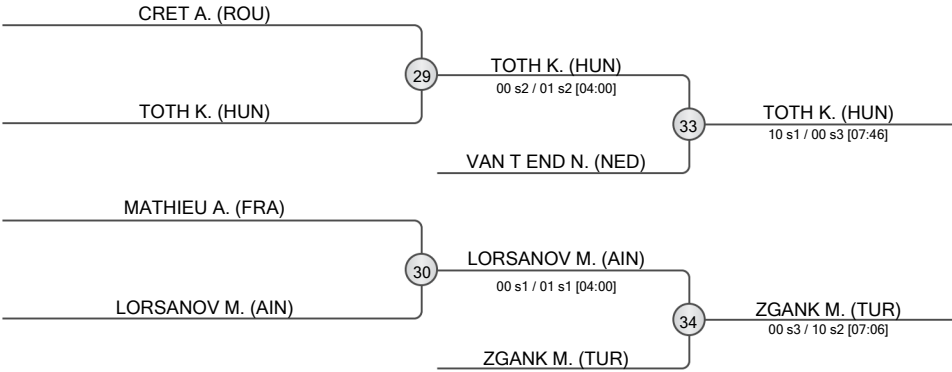 CRET A. (ROU)
29
TOTH K. (HUN)
TOTH K. (HUN)
00 s2 / 01 s2 [04:00]
33
VAN T END N. (NED)
TOTH K. (HUN)
10 s1 / 00 s3 [07:46]
MATHIEU A. (FRA)
30
LORSANOV M. (AIN)
LORSANOV M. (AIN)
00 s1 / 01 s1 [04:00]
34
ZGANK M. (TUR)
ZGANK M. (TUR)
00 s3 / 10 s2 [07:06]